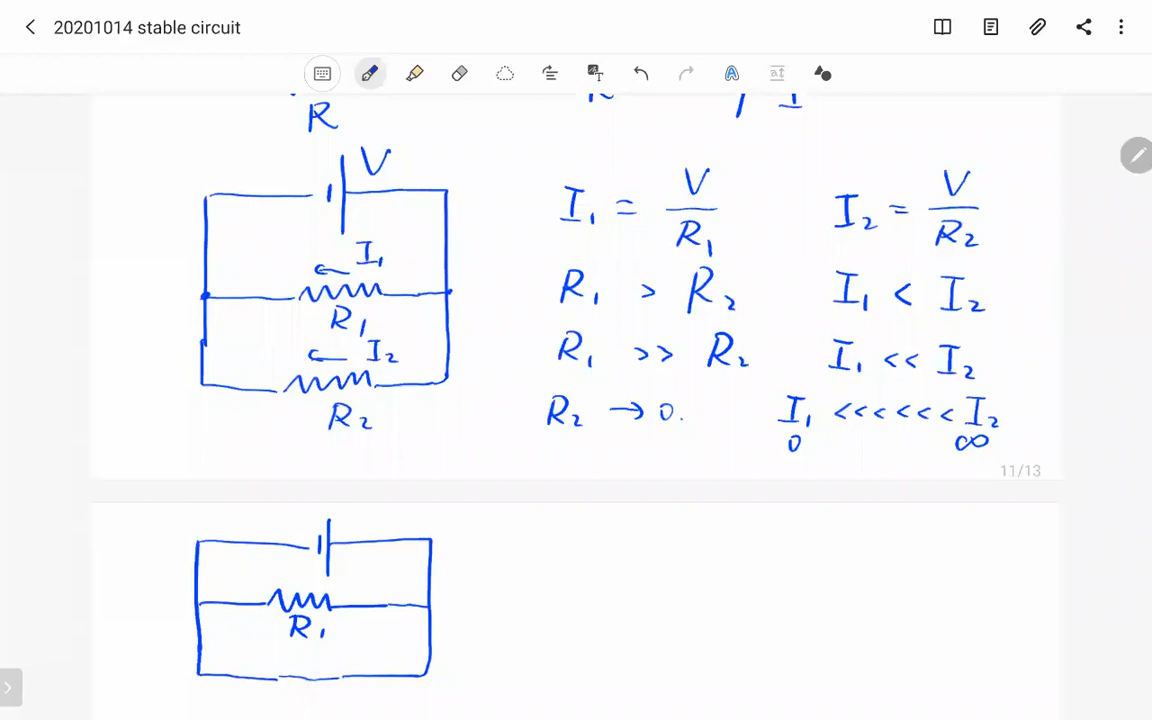 20201014 stable circuit
R
V
I₁ = V/R₁
I₂ = V/R₂
I₁
R₁ > R₂
I₁ < I₂
R₁
I₂
R₁ >> R₂
I₁ << I₂
R₂
R₂ → 0.
I₁ <<<<<< I₂
0 ∞
11/13
R₁